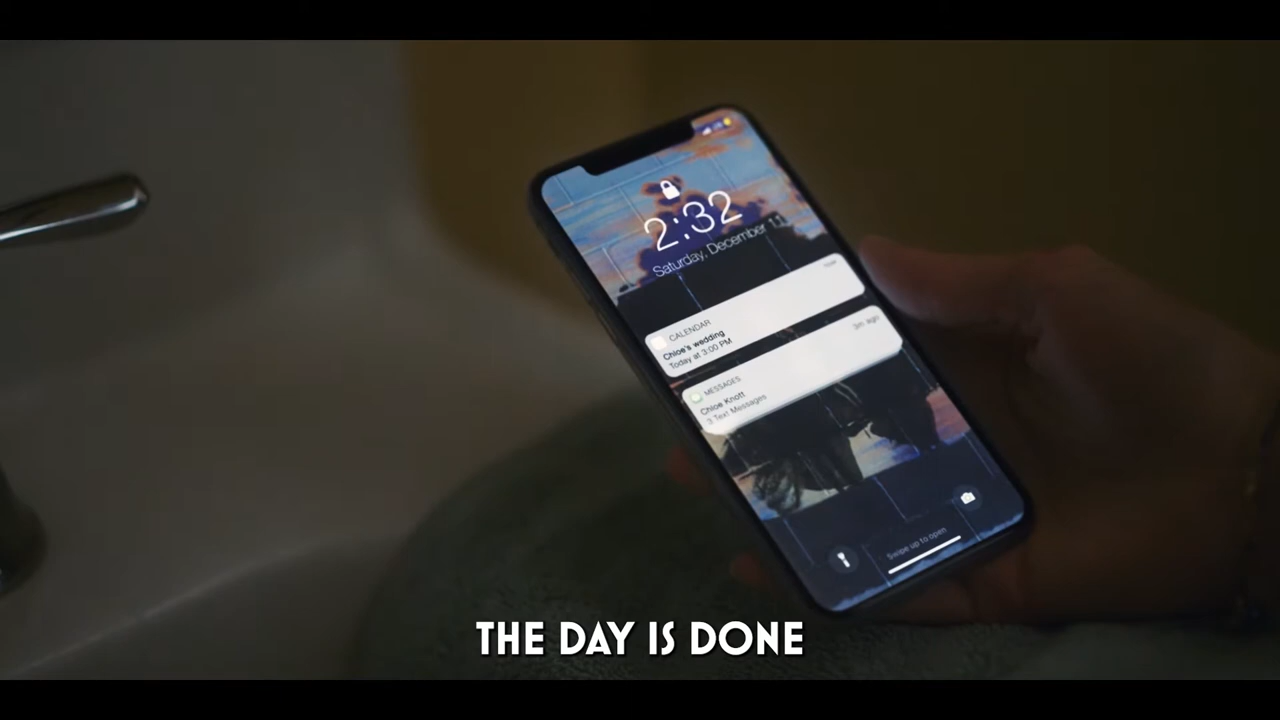 2:32
Saturday, December 11
CALENDAR
Chloe's wedding
Today at 3:00 PM
MESSAGES
3m ago
Chloe Knott
3 Text Messages
Swipe up to open
THE DAY IS DONE